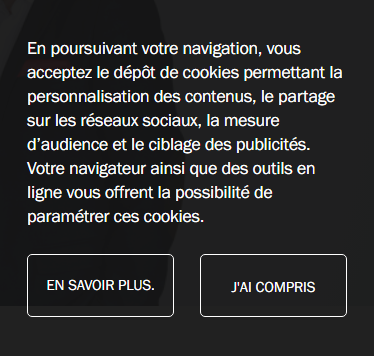 En poursuivant votre navigation, vous
acceptez le dépôt de cookies permettant la
personnalisation des contenus, le partage
sur les réseaux sociaux, la mesure
d’audience et le ciblage des publicités.
Votre navigateur ainsi que des outils en
ligne vous offrent la possibilité de
paramétrer ces cookies.
EN SAVOIR PLUS.
J'AI COMPRIS